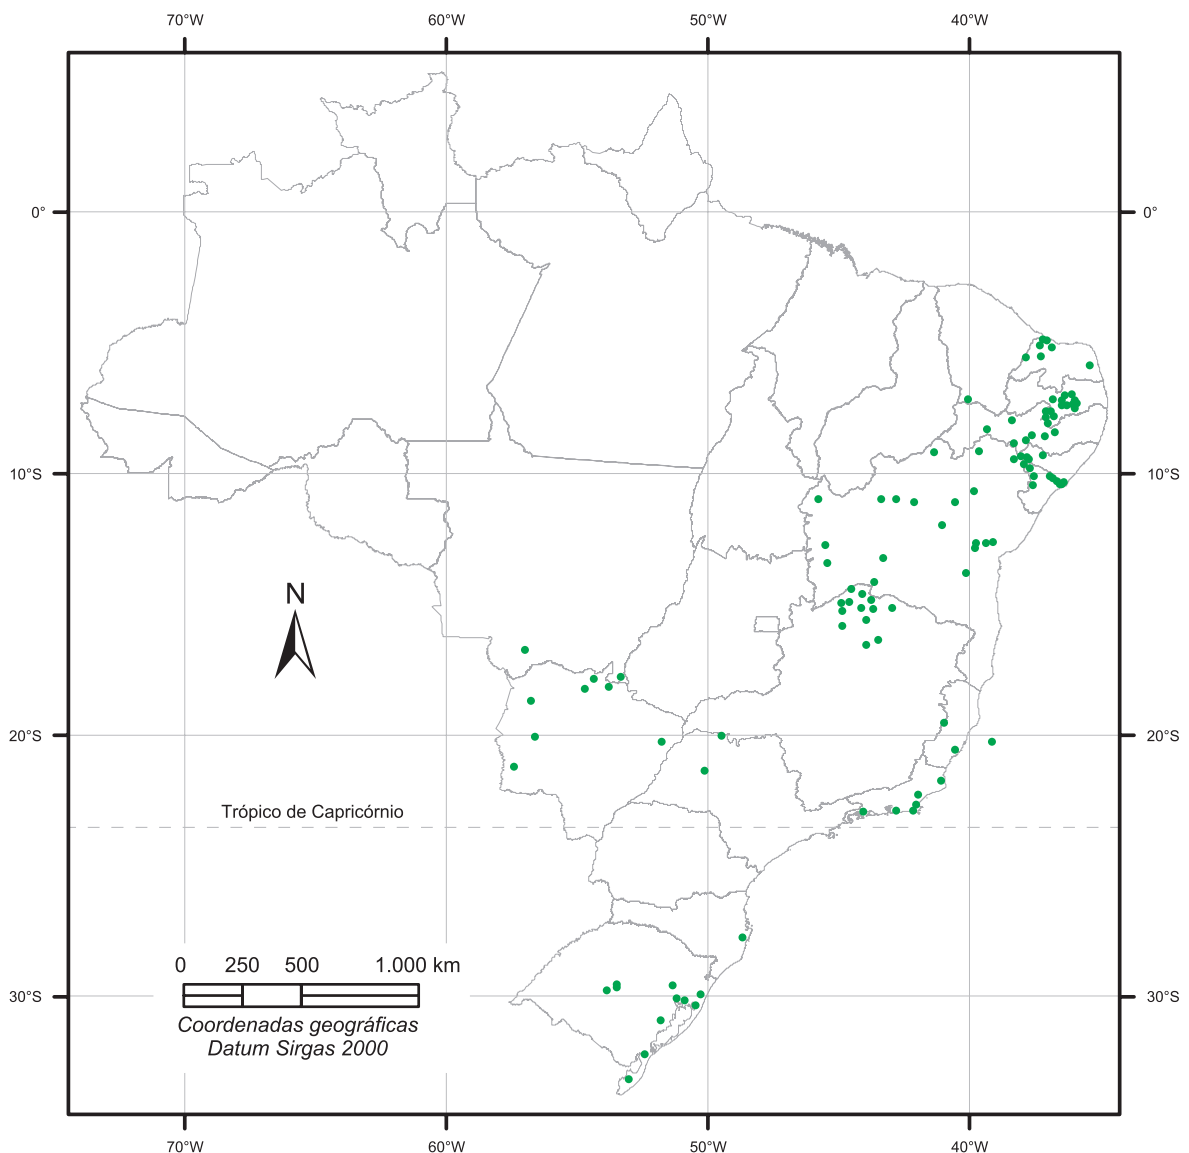 70°W 60°W 50°W 40°W
0° 0°
10°S 10°S
N
20°S 20°S
Trópico de Capricórnio
0 250 500 1.000 km
30°S 30°S
Coordenadas geográficas
Datum Sirgas 2000
70°W 60°W 50°W 40°W